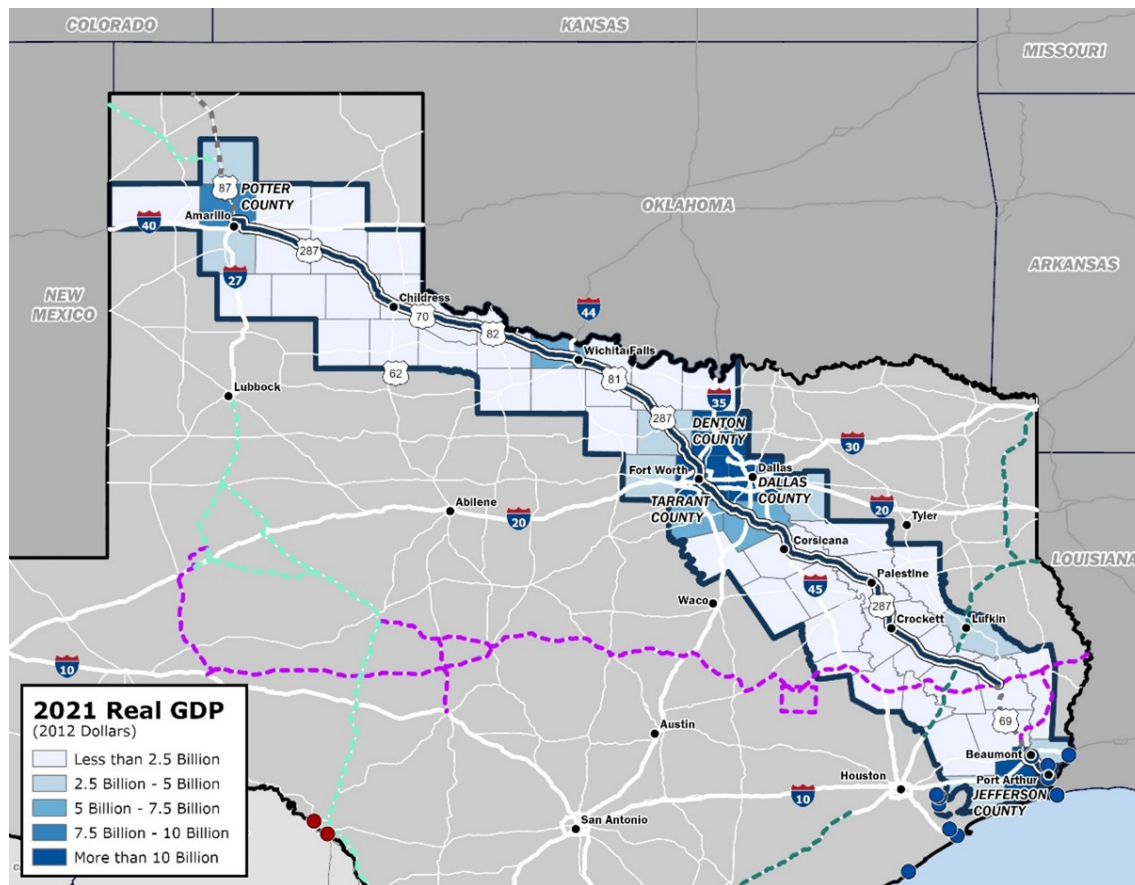 COLORADO
KANSAS
MISSOURI
87
POTTER
COUNTY
OKLAHOMA
Amarillo
40
287
ARKANSAS
27
NEW
MEXICO
Childress
44
70
82
Wichita Falls
62
81
Lubbock
35
287
DENTON
COUNTY
30
Fort Worth
Dallas
DALLAS
COUNTY
TARRANT
COUNTY
Abilene
20
20
Tyler
Corsicana
LOUISIANA
45
Palestine
Waco
287
Crockett
Lufkin
10
2021 Real GDP
(2012 Dollars)
Less than 2.5 Billion
2.5 Billion - 5 Billion
5 Billion - 7.5 Billion
7.5 Billion - 10 Billion
More than 10 Billion
69
Austin
Beaumont
Houston
Port Arthur
JEFFERSON
COUNTY
10
San Antonio